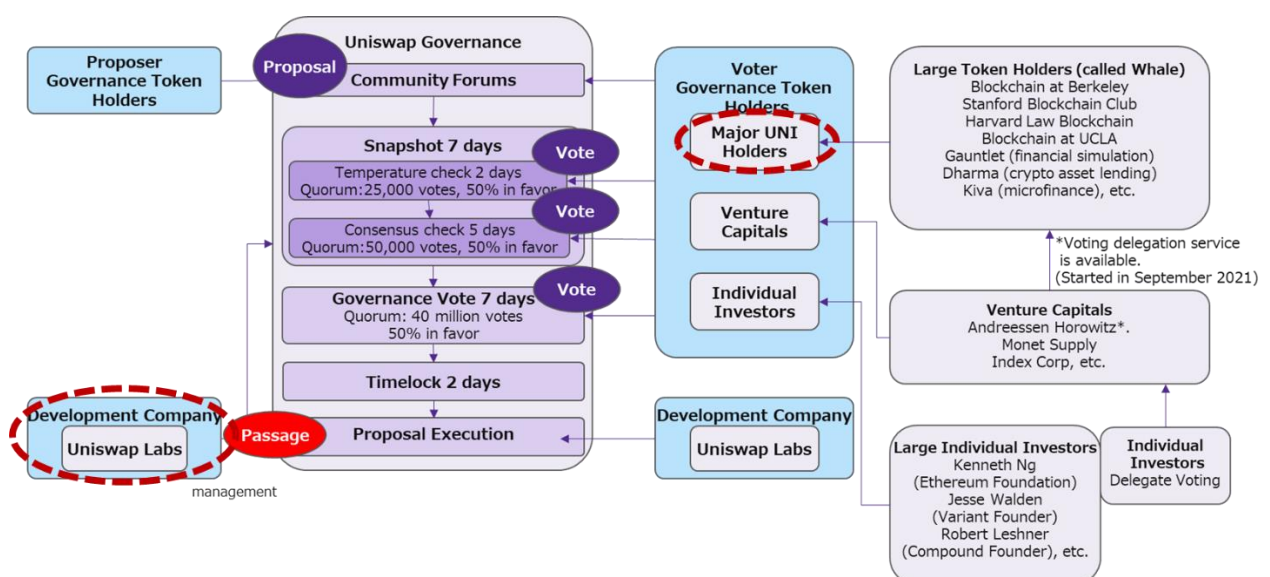 Proposer
Governance Token
Holders
Uniswap Governance
Proposal
Community Forums
Snapshot 7 days
Vote
Temperature check 2 days
Quorum:25,000 votes, 50% in favor
Vote
Consensus check 5 days
Quorum:50,000 votes, 50% in favor
Governance Vote 7 days
Vote
Quorum: 40 million votes
50% in favor
Timelock 2 days
Passage
Proposal Execution
Development Company
Uniswap Labs
management
Voter
Governance Token
Holders
Major UNI
Holders
Venture
Capitals
Individual
Investors
Development Company
Uniswap Labs
Large Token Holders (called Whale)
Blockchain at Berkeley
Stanford Blockchain Club
Harvard Law Blockchain
Blockchain at UCLA
Gauntlet (financial simulation)
Dharma (crypto asset lending)
Kiva (microfinance), etc.
*Voting delegation service
is available.
(Started in September 2021)
Venture Capitals
Andreessen Horowitz*.
Monet Supply
Index Corp, etc.
Large Individual Investors
Kenneth Ng
(Ethereum Foundation)
Jesse Walden
(Variant Founder)
Robert Leshner
(Compound Founder), etc.
Individual
Investors
Delegate Voting